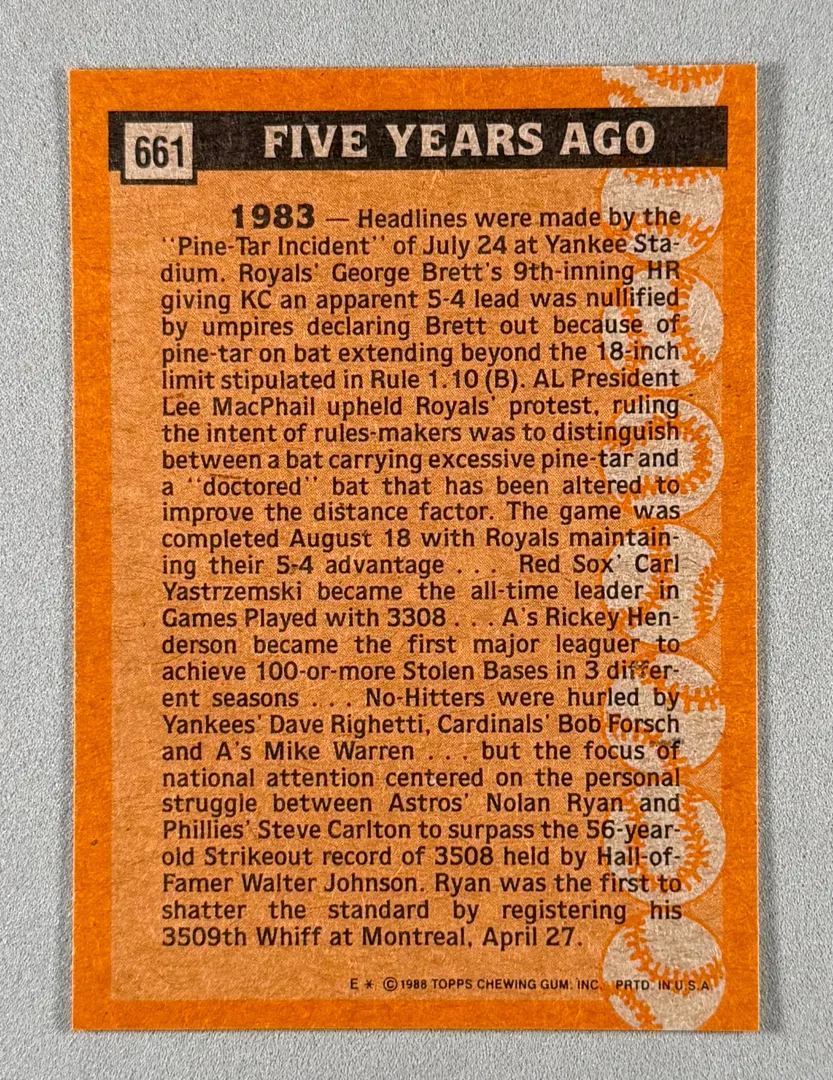 661 FIVE YEARS AGO
1983 — Headlines were made by the
"Pine-Tar Incident" of July 24 at Yankee Sta-
dium. Royals' George Brett's 9th-inning HR
giving KC an apparent 5-4 lead was nullified
by umpires declaring Brett out because of
pine-tar on bat extending beyond the 18-inch
limit stipulated in Rule 1.10 (B). AL President
Lee MacPhail upheld Royals' protest, ruling
the intent of rules-makers was to distinguish
between a bat carrying excessive pine-tar and
a "doctored" bat that has been altered to
improve the distance factor. The game was
completed August 18 with Royals maintain-
ing their 5-4 advantage . . . Red Sox' Carl
Yastrzemski became the all-time leader in
Games Played with 3308 . . . A's Rickey Hen-
derson became the first major leaguer to
achieve 100-or-more Stolen Bases in 3 differ-
ent seasons . . . No-Hitters were hurled by
Yankees' Dave Righetti, Cardinals' Bob Forsch
and A's Mike Warren . . . but the focus of
national attention centered on the personal
struggle between Astros' Nolan Ryan and
Phillies' Steve Carlton to surpass the 56-year-
old Strikeout record of 3508 held by Hall-of-
Famer Walter Johnson. Ryan was the first to
shatter the standard by registering his
3509th Whiff at Montreal, April 27.
E * © 1988 TOPPS CHEWING GUM, INC. PRTD. IN U.S.A.